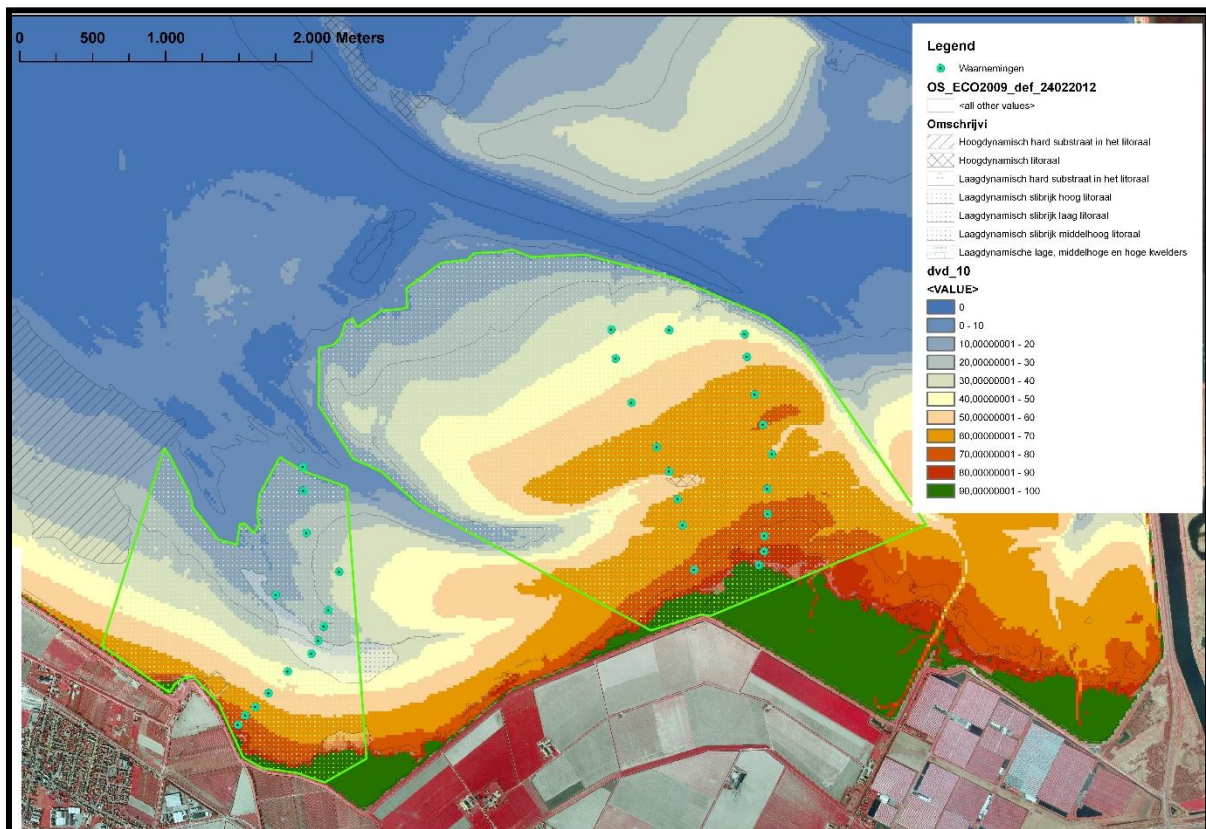 0 500 1.000 2.000 Meters
Legend
Waarnemingen
OS_ECO2009_def_24022012
<all other values>
Omschrijvi
Hoogdynamisch hard substraat in het litoraal
Hoogdynamisch litoraal
Laagdynamisch hard substraat in het litoraal
Laagdynamisch slibrijk hoog litoraal
Laagdynamisch slibrijk laag litoraal
Laagdynamisch slibrijk middelhoog litoraal
Laagdynamische lage, middelhoge en hoge kwelders
dvd_10
<VALUE>
0
0 - 10
10,00000001 - 20
20,00000001 - 30
30,00000001 - 40
40,00000001 - 50
50,00000001 - 60
60,00000001 - 70
70,00000001 - 80
80,00000001 - 90
90,00000001 - 100